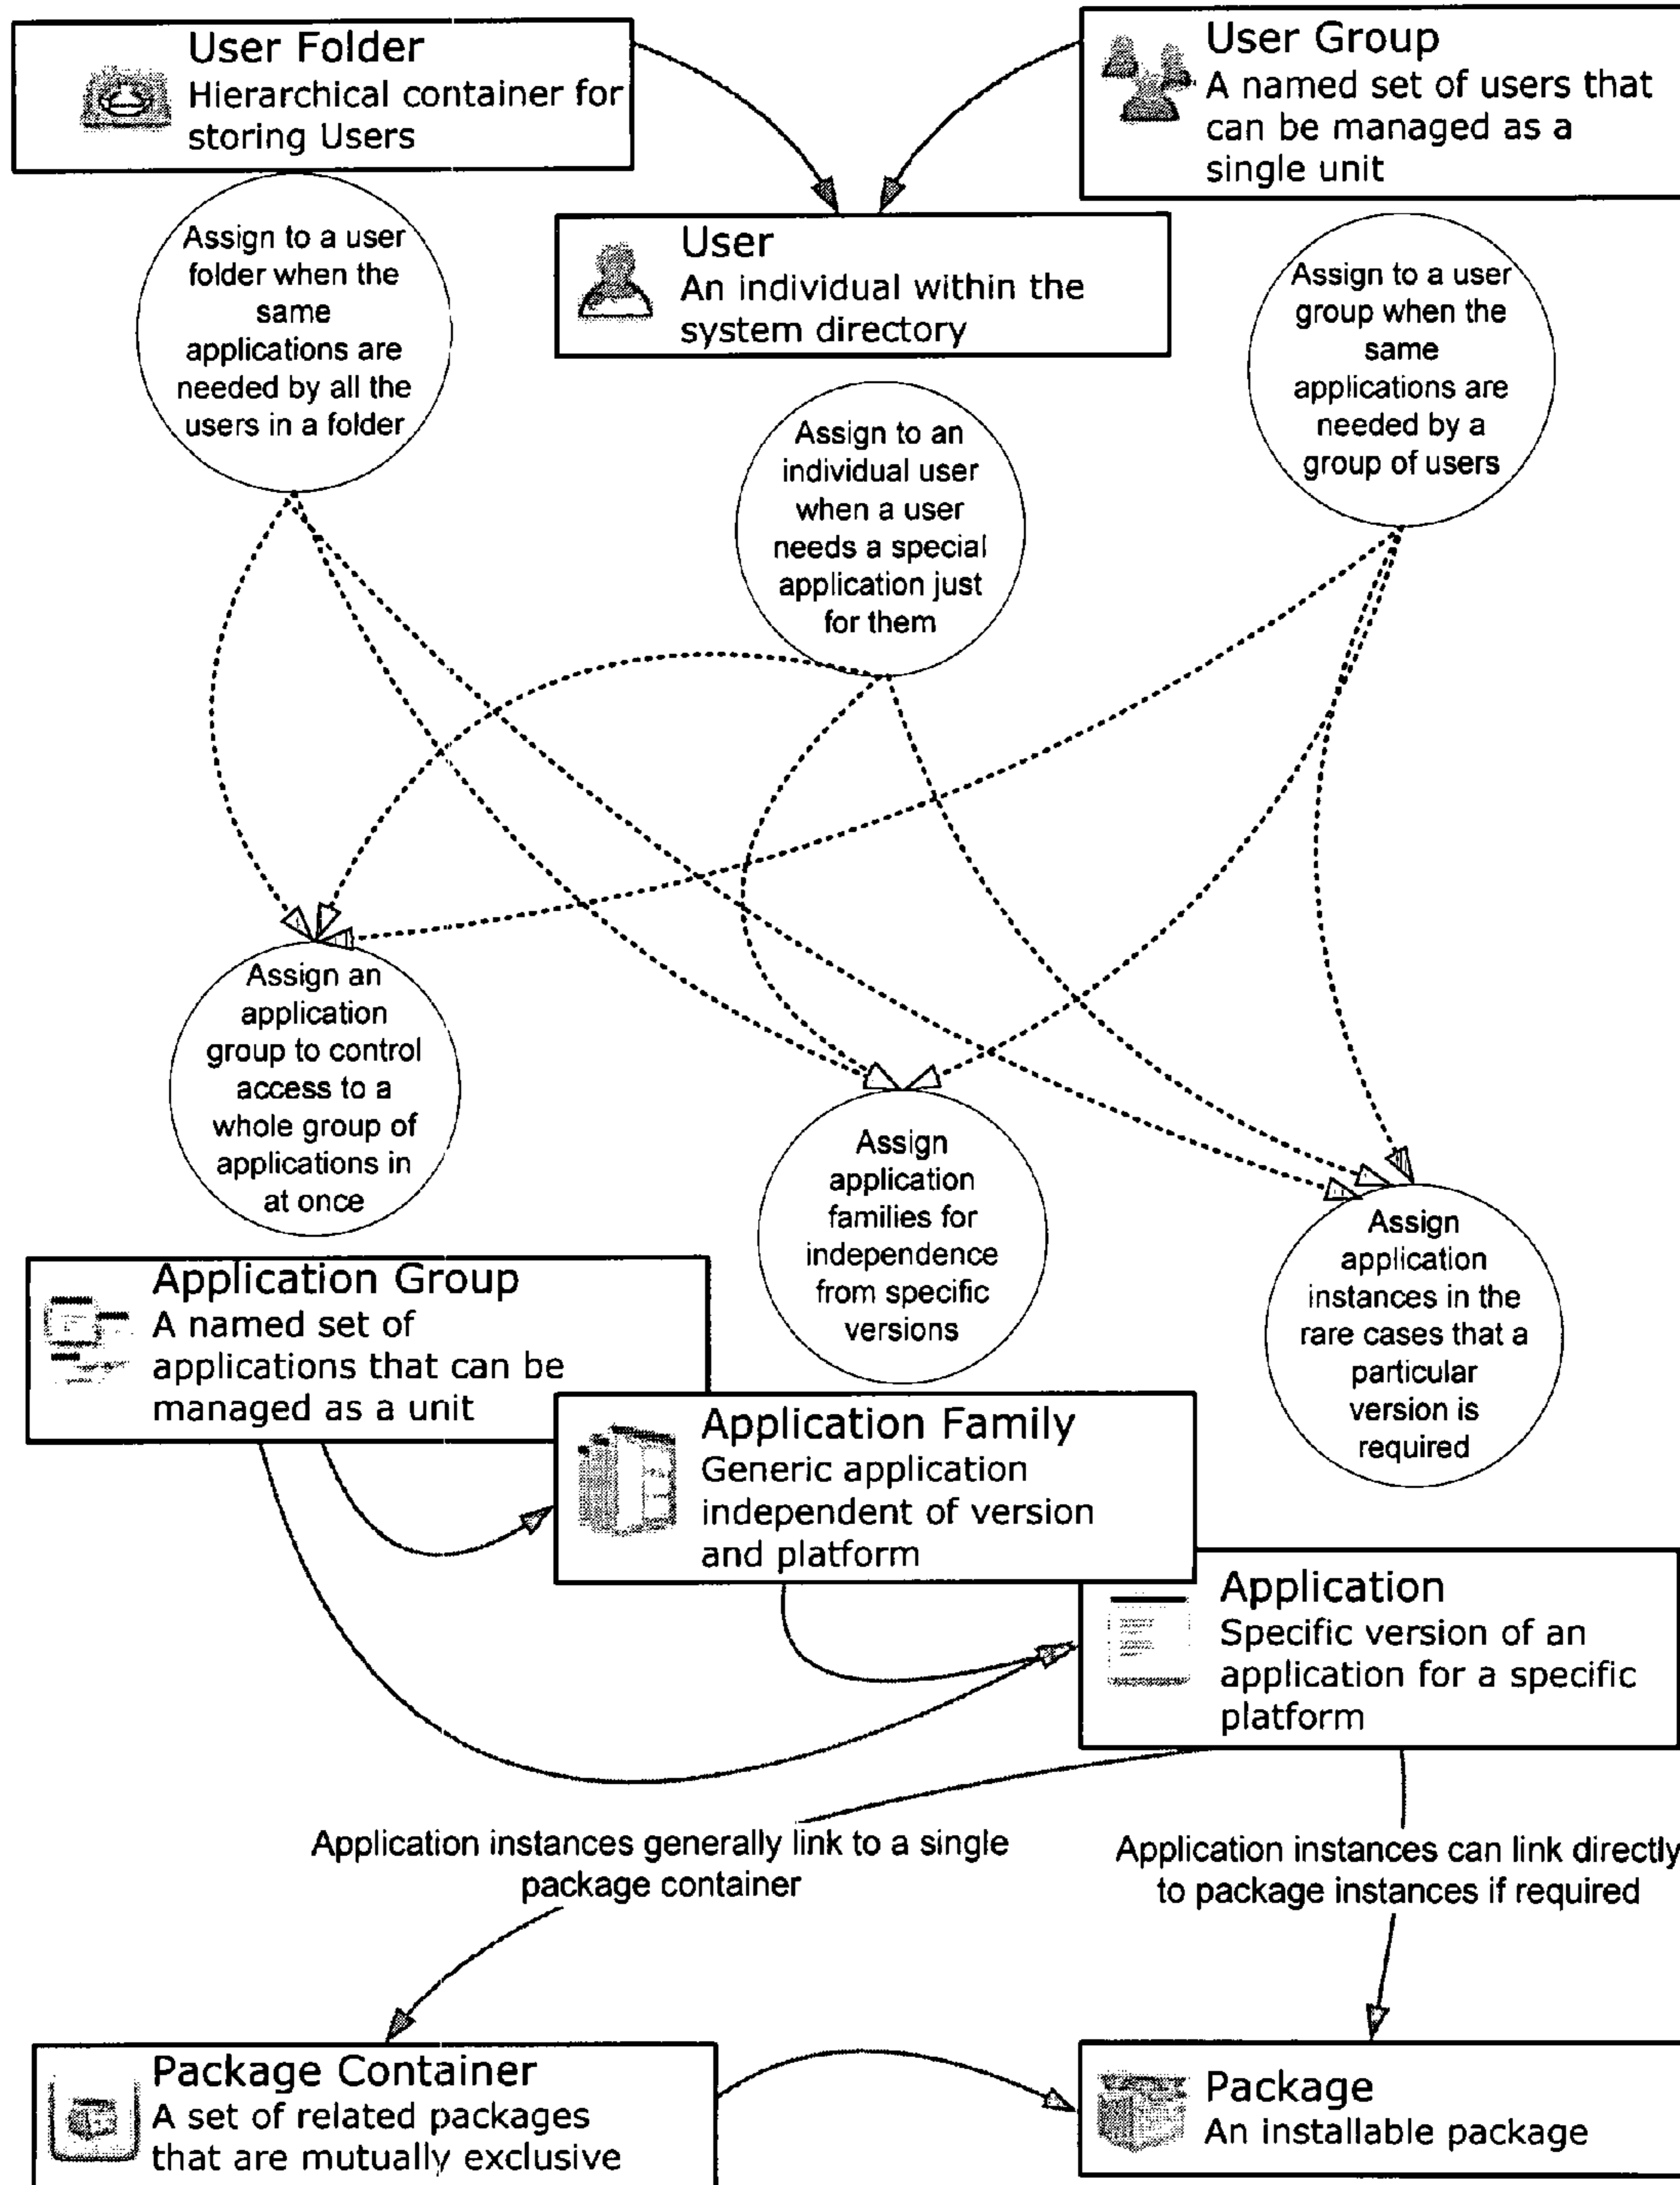 User Folder
Hierarchical container for
storing Users
User Group
A named set of users that
can be managed as a
single unit
User
An individual within the
system directory
Assign to a user
folder when the
same
applications are
needed by all the
users in a folder
Assign to an
individual user
when a user
needs a special
application just
for them
Assign to a user
group when the
same
applications are
needed by a
group of users
Assign an
application
group to control
access to a
whole group of
applications in
at once
Assign
application
families for
independence
from specific
versions
Assign
application
instances in the
rare cases that a
particular
version is
required
Application Group
A named set of
applications that can be
managed as a unit
Application Family
Generic application
independent of version
and platform
Application
Specific version of an
application for a specific
platform
Application instances generally link to a single
package container
Application instances can link directly
to package instances if required
Package Container
A set of related packages
that are mutually exclusive
Package
An installable package